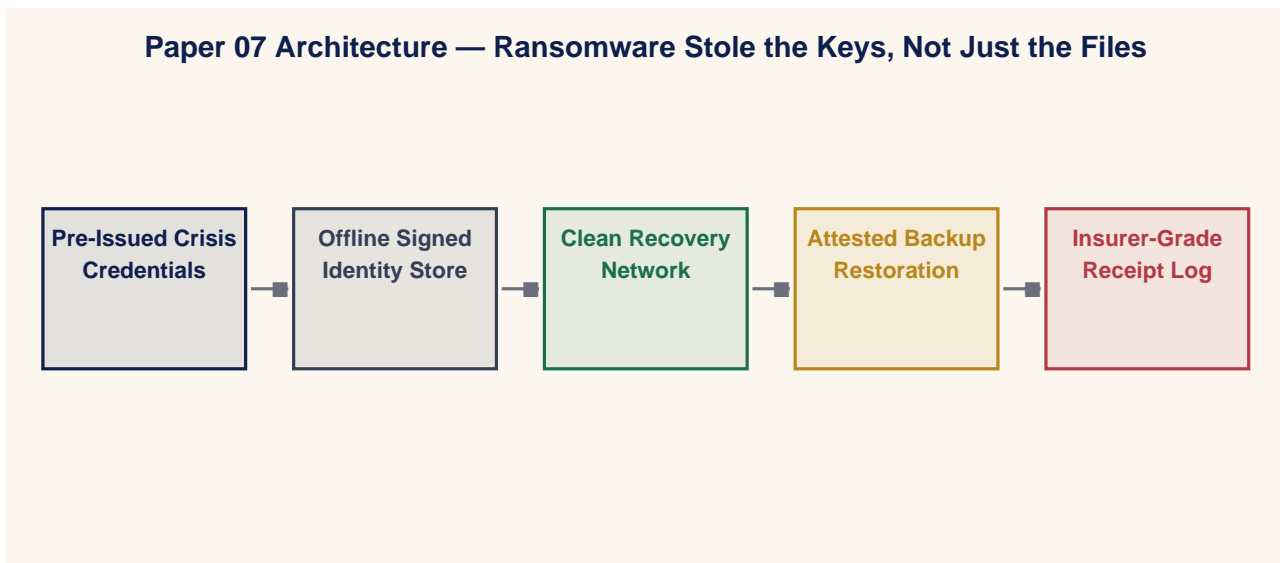 Paper 07 Architecture — Ransomware Stole the Keys, Not Just the Files
Pre-Issued Crisis
Credentials
Offline Signed
Identity Store
Clean Recovery
Network
Attested Backup
Restoration
Insurer-Grade
Receipt Log